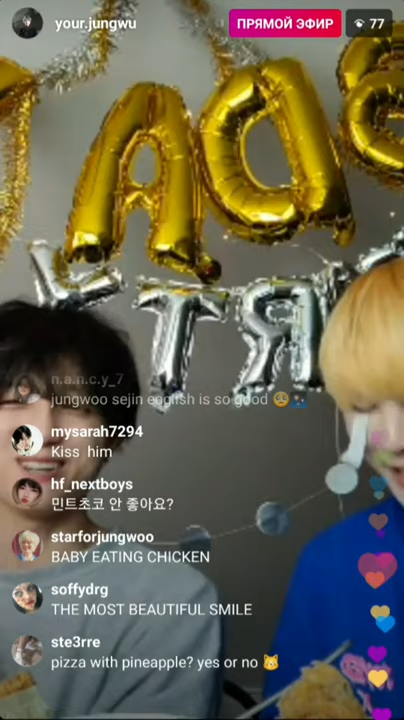 your.jungwu
ПРЯМОЙ ЭФИР
77
DAY
PARTY
n.a.n.c.y_7
jungwoo sejin english is so good 🥺
mysarah7294
Kiss him
hf_nextboys
민트초코 안 좋아요?
starforjungwoo
BABY EATING CHICKEN
soffydrg
THE MOST BEAUTIFUL SMILE
ste3rre
pizza with pineapple? yes or no 😸